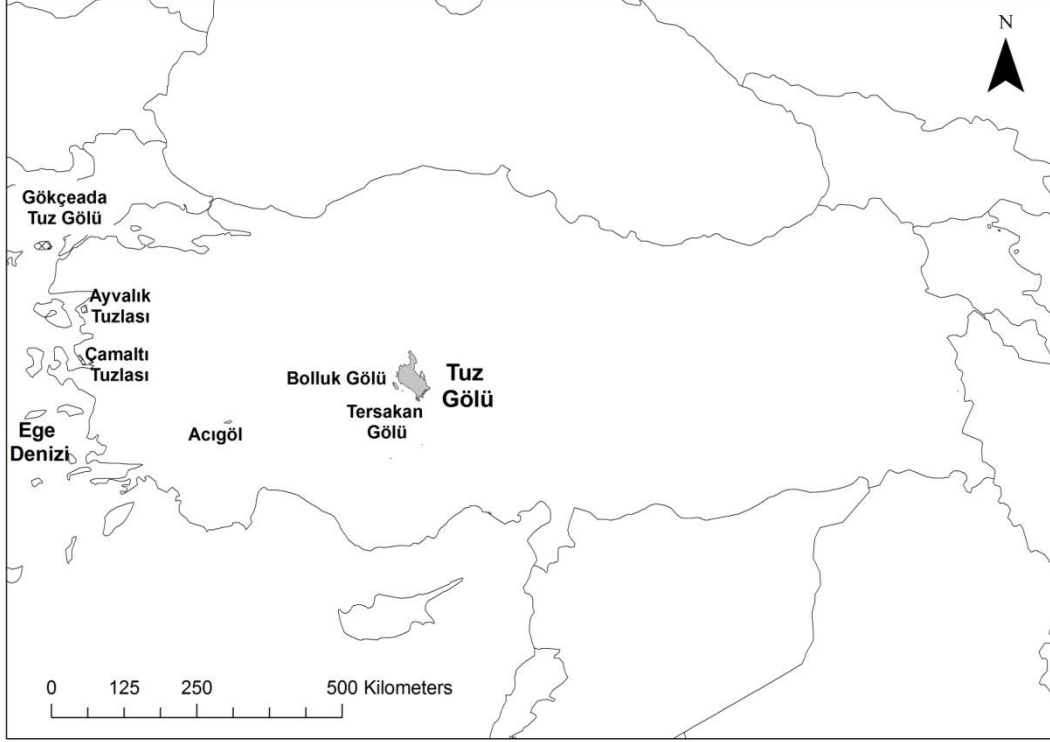 N
Gökçeada
Tuz Gölü
Ayvalık
Tuzlası
Çamaltı
Tuzlası
Bolluk Gölü
Tuz
Gölü
Tersakan
Gölü
Acıgöl
Ege
Denizi
0 125 250 500 Kilometers